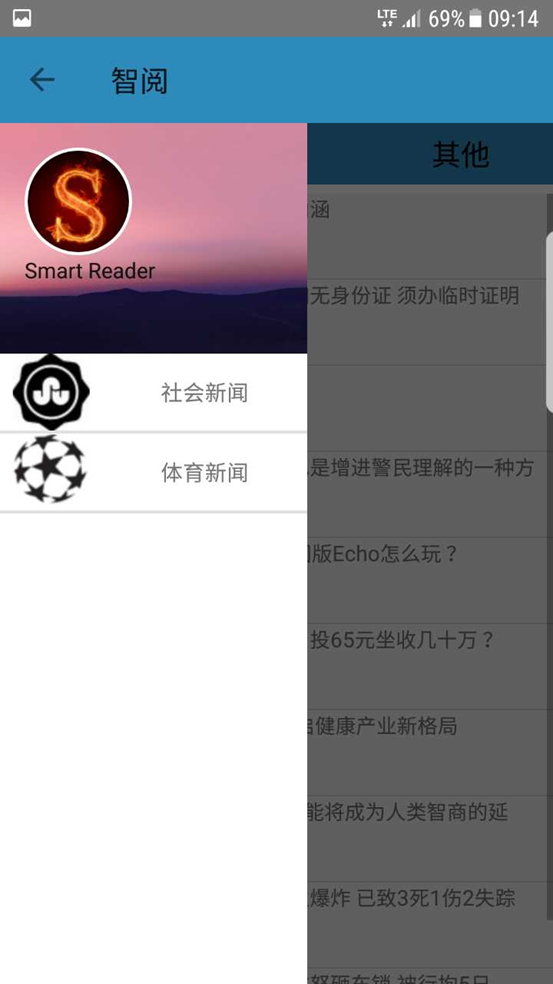 LTE 69% 09:14
智阅
其他
Smart Reader
社会新闻
体育新闻
涵
无身份证 须办临时证明
是增进警民理解的一种方
版Echo怎么玩？
投65元坐收几十万？
健康产业新格局
能将成为人类智商的延
爆炸 已致3死1伤2失踪